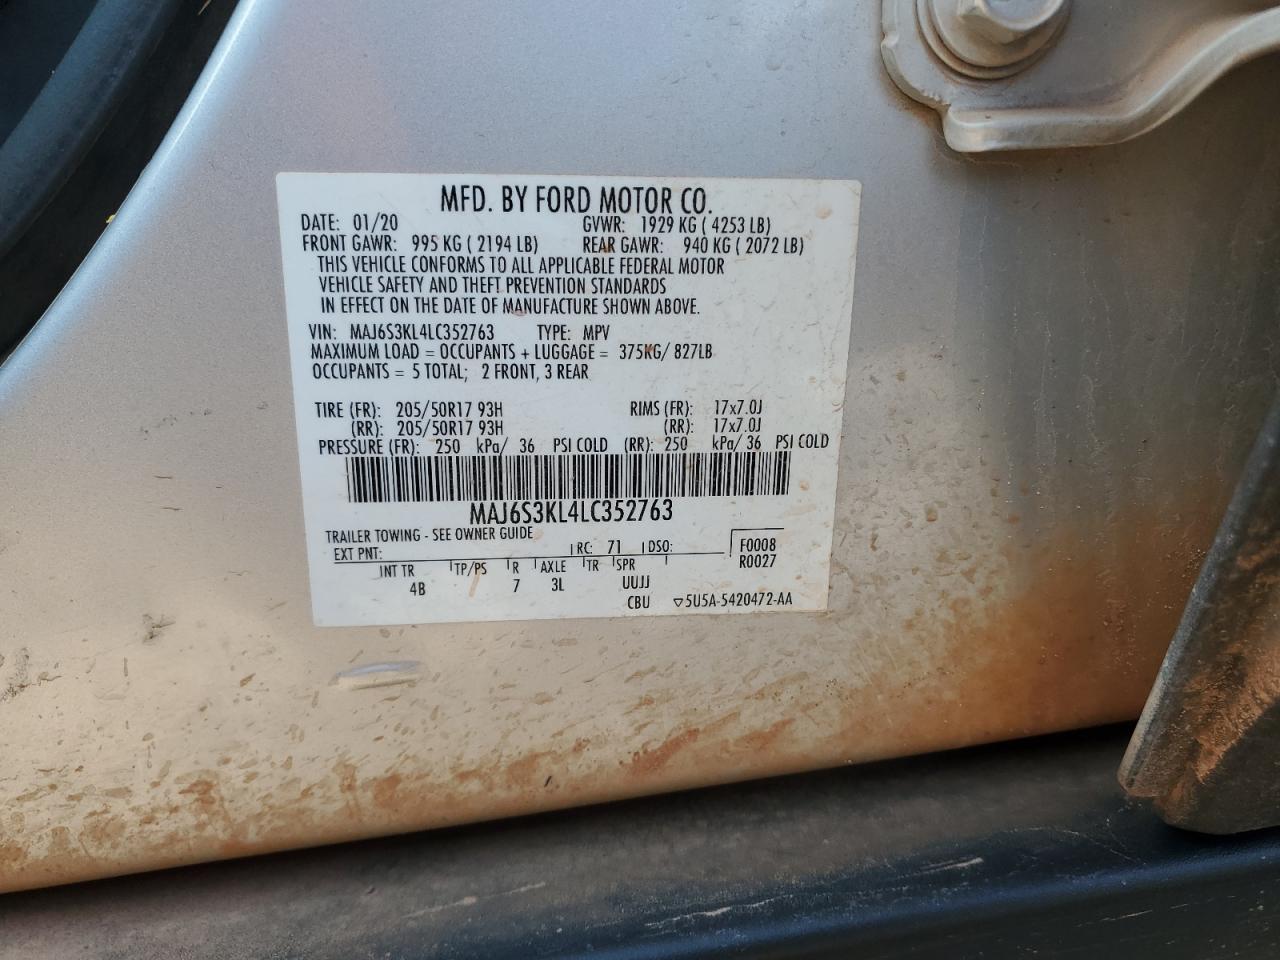 MFD. BY FORD MOTOR CO.
DATE: 01/20 GVWR: 1929 KG ( 4253 LB)
FRONT GAWR: 995 KG ( 2194 LB) REAR GAWR: 940 KG ( 2072 LB)
THIS VEHICLE CONFORMS TO ALL APPLICABLE FEDERAL MOTOR
VEHICLE SAFETY AND THEFT PREVENTION STANDARDS
IN EFFECT ON THE DATE OF MANUFACTURE SHOWN ABOVE.
VIN: MAJ6S3KL4LC352763 TYPE: MPV
MAXIMUM LOAD = OCCUPANTS + LUGGAGE = 375KG/ 827LB
OCCUPANTS = 5 TOTAL; 2 FRONT, 3 REAR
TIRE (FR): 205/50R17 93H RIMS (FR): 17x7.0J
(RR): 205/50R17 93H (RR): 17x7.0J
PRESSURE (FR): 250 kPa/ 36 PSI COLD (RR): 250 kPa/ 36 PSI COLD
MAJ6S3KL4LC352763
TRAILER TOWING - SEE OWNER GUIDE
EXT PNT: RC: 71 DSO: F0008
R0027
INT TR TP/PS R AXLE TR SPR
4B 7 3L UUJJ
CBU ▽5U5A-5420472-AA